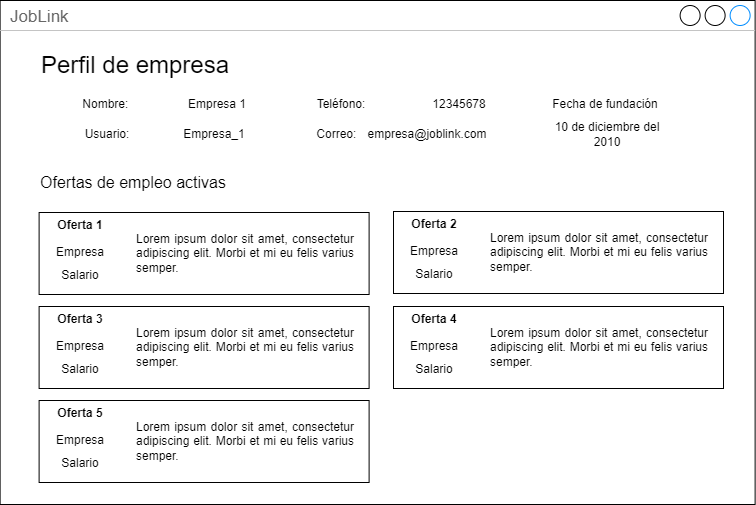 JobLink
Perfil de empresa
Nombre: Empresa 1 Teléfono: 12345678 Fecha de fundación
Usuario: Empresa_1 Correo: empresa@joblink.com 10 de diciembre del
2010
Ofertas de empleo activas
Oferta 1
Empresa
Salario
Lorem ipsum dolor sit amet, consectetur
adipiscing elit. Morbi et mi eu felis varius
semper.
Oferta 2
Empresa
Salario
Lorem ipsum dolor sit amet, consectetur
adipiscing elit. Morbi et mi eu felis varius
semper.
Oferta 3
Empresa
Salario
Lorem ipsum dolor sit amet, consectetur
adipiscing elit. Morbi et mi eu felis varius
semper.
Oferta 4
Empresa
Salario
Lorem ipsum dolor sit amet, consectetur
adipiscing elit. Morbi et mi eu felis varius
semper.
Oferta 5
Empresa
Salario
Lorem ipsum dolor sit amet, consectetur
adipiscing elit. Morbi et mi eu felis varius
semper.